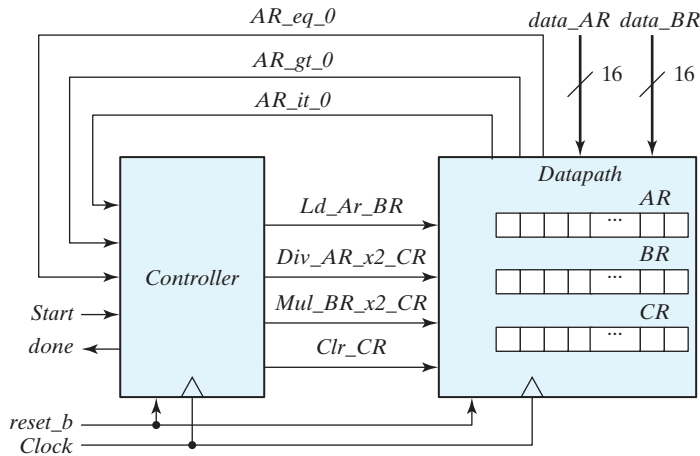 AR_eq_0
data_AR
data_BR
AR_gt_0
16
16
AR_it_0
Datapath
AR
Ld_Ar_BR
BR
Div_AR_x2_CR
Controller
Mul_BR_x2_CR
CR
Start
done
Clr_CR
reset_b
Clock
...
...
...